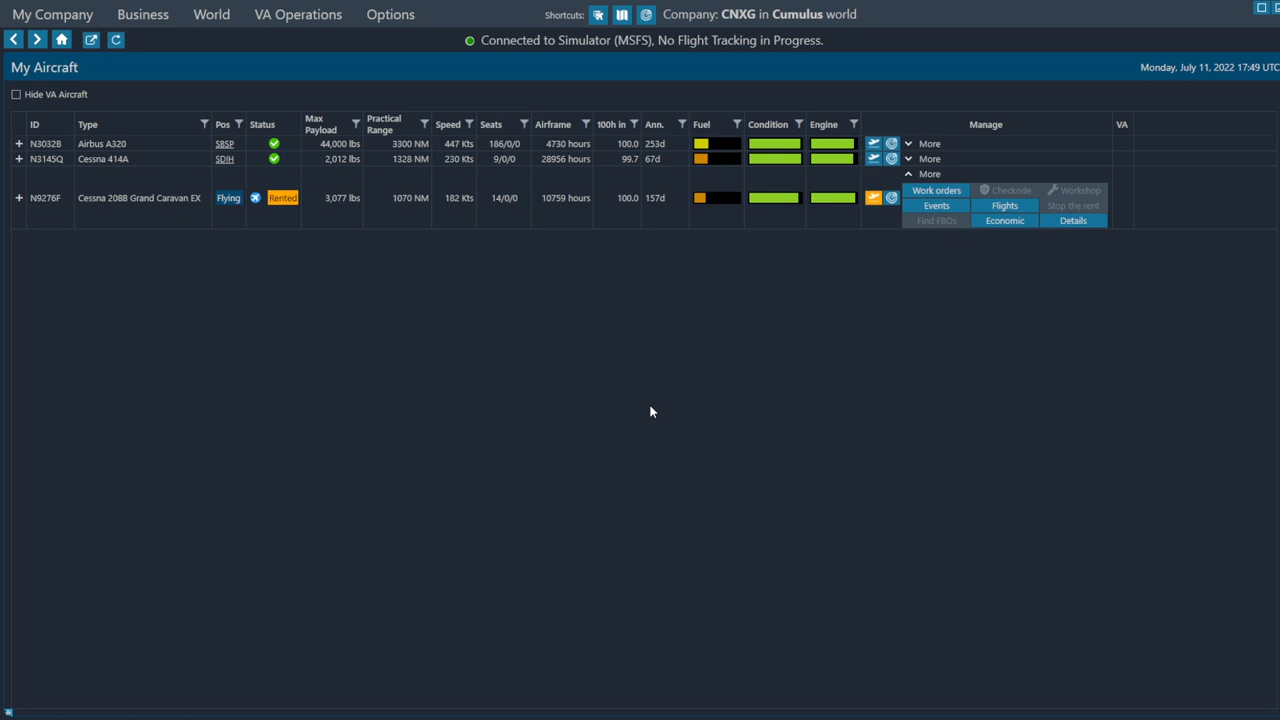 My Company Business World VA Operations Options Shortcuts: Company: CNXG in Cumulus world
Connected to Simulator (MSFS), No Flight Tracking in Progress.
My Aircraft Monday, July 11, 2022 17:49 UTC
Hide VA Aircraft
ID Type Pos Status Max Payload Practical Range Speed Seats Airframe 100h in Ann. Fuel Condition Engine Manage VA
N3032B Airbus A320 SBSP 44,000 lbs 3300 NM 447 Kts 186/0/0 4730 hours 100.0 253d More
N3145Q Cessna 414A SDIH 2,012 lbs 1328 NM 230 Kts 9/0/0 28956 hours 99.7 67d More
More
N9276F Cessna 208B Grand Caravan EX Flying Rented 3,077 lbs 1070 NM 182 Kts 14/0/0 10759 hours 100.0 157d
Work orders Checkride Workshop
Events Flights Stop the rent
Find FBOs Economic Details